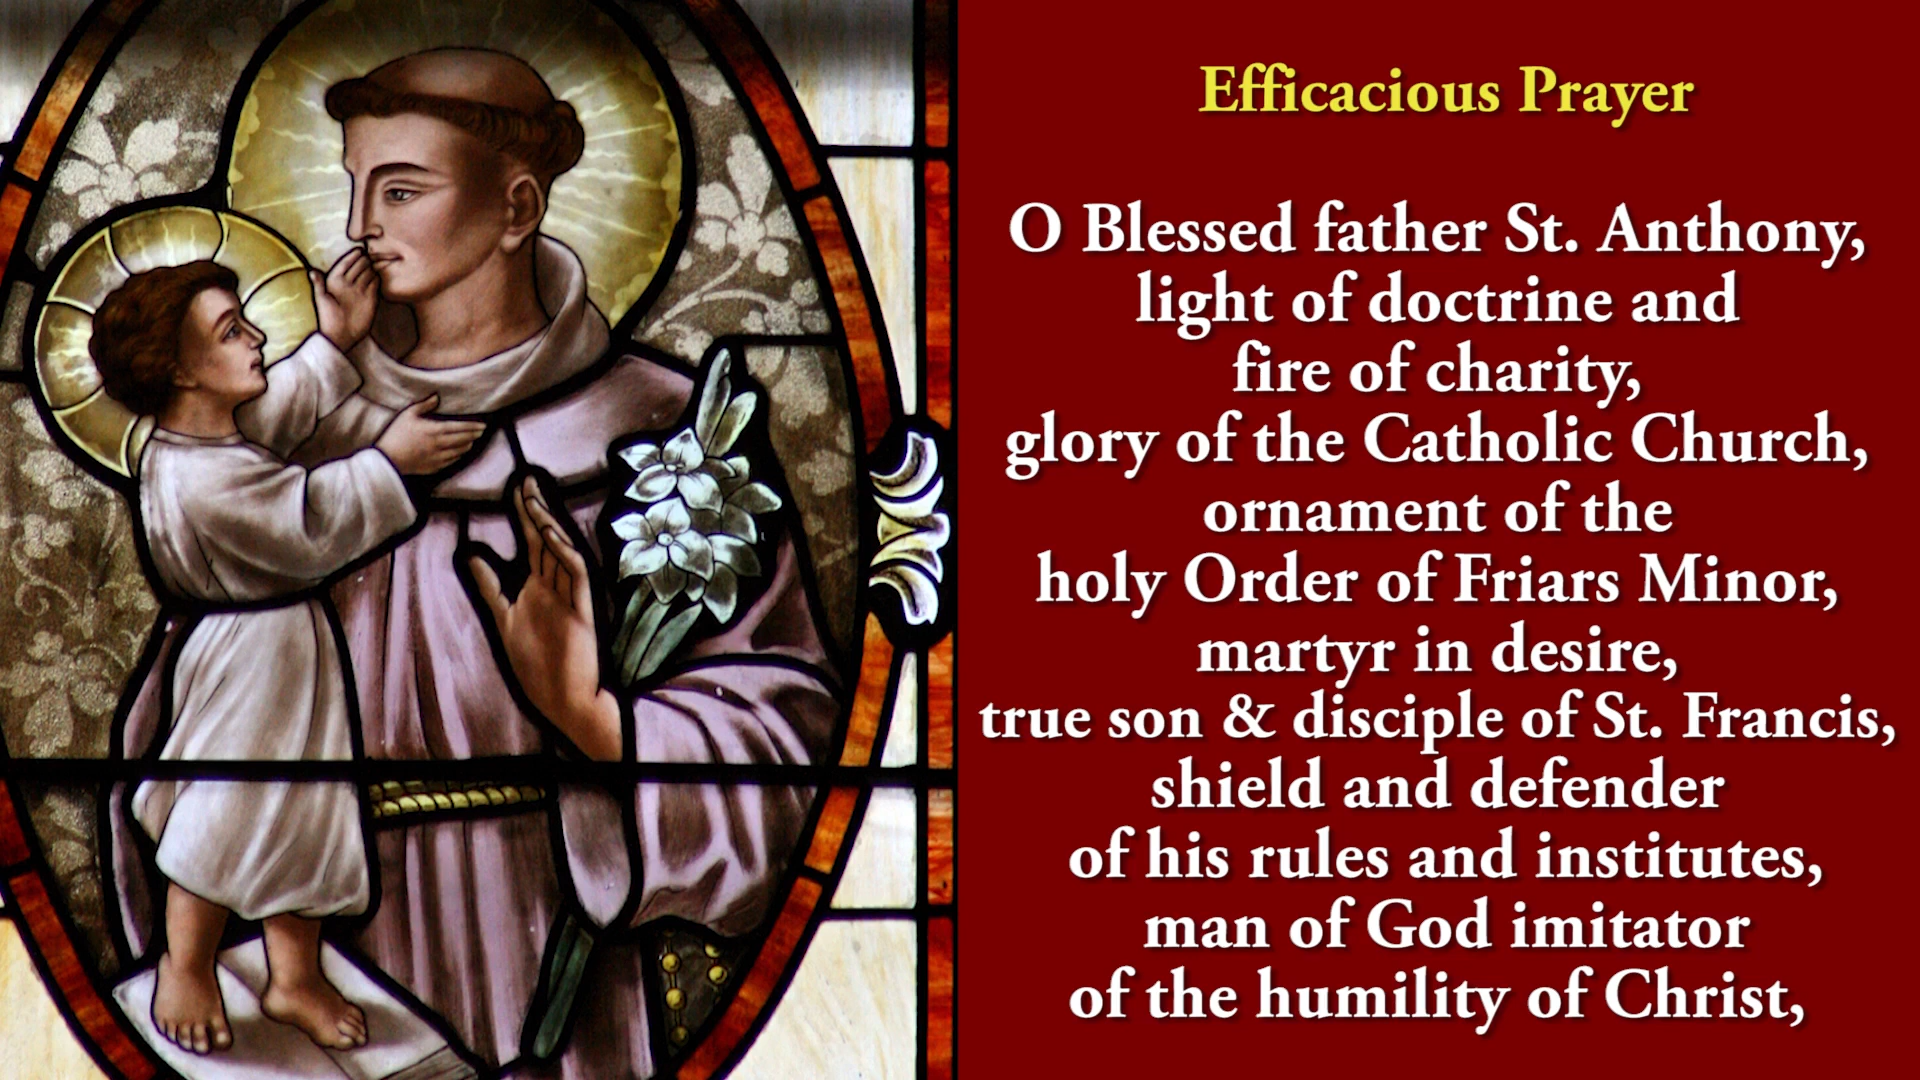 Efficacious Prayer
O Blessed father St. Anthony,
light of doctrine and
fire of charity,
glory of the Catholic Church,
ornament of the
holy Order of Friars Minor,
martyr in desire,
true son & disciple of St. Francis,
shield and defender
of his rules and institutes,
man of God imitator
of the humility of Christ,